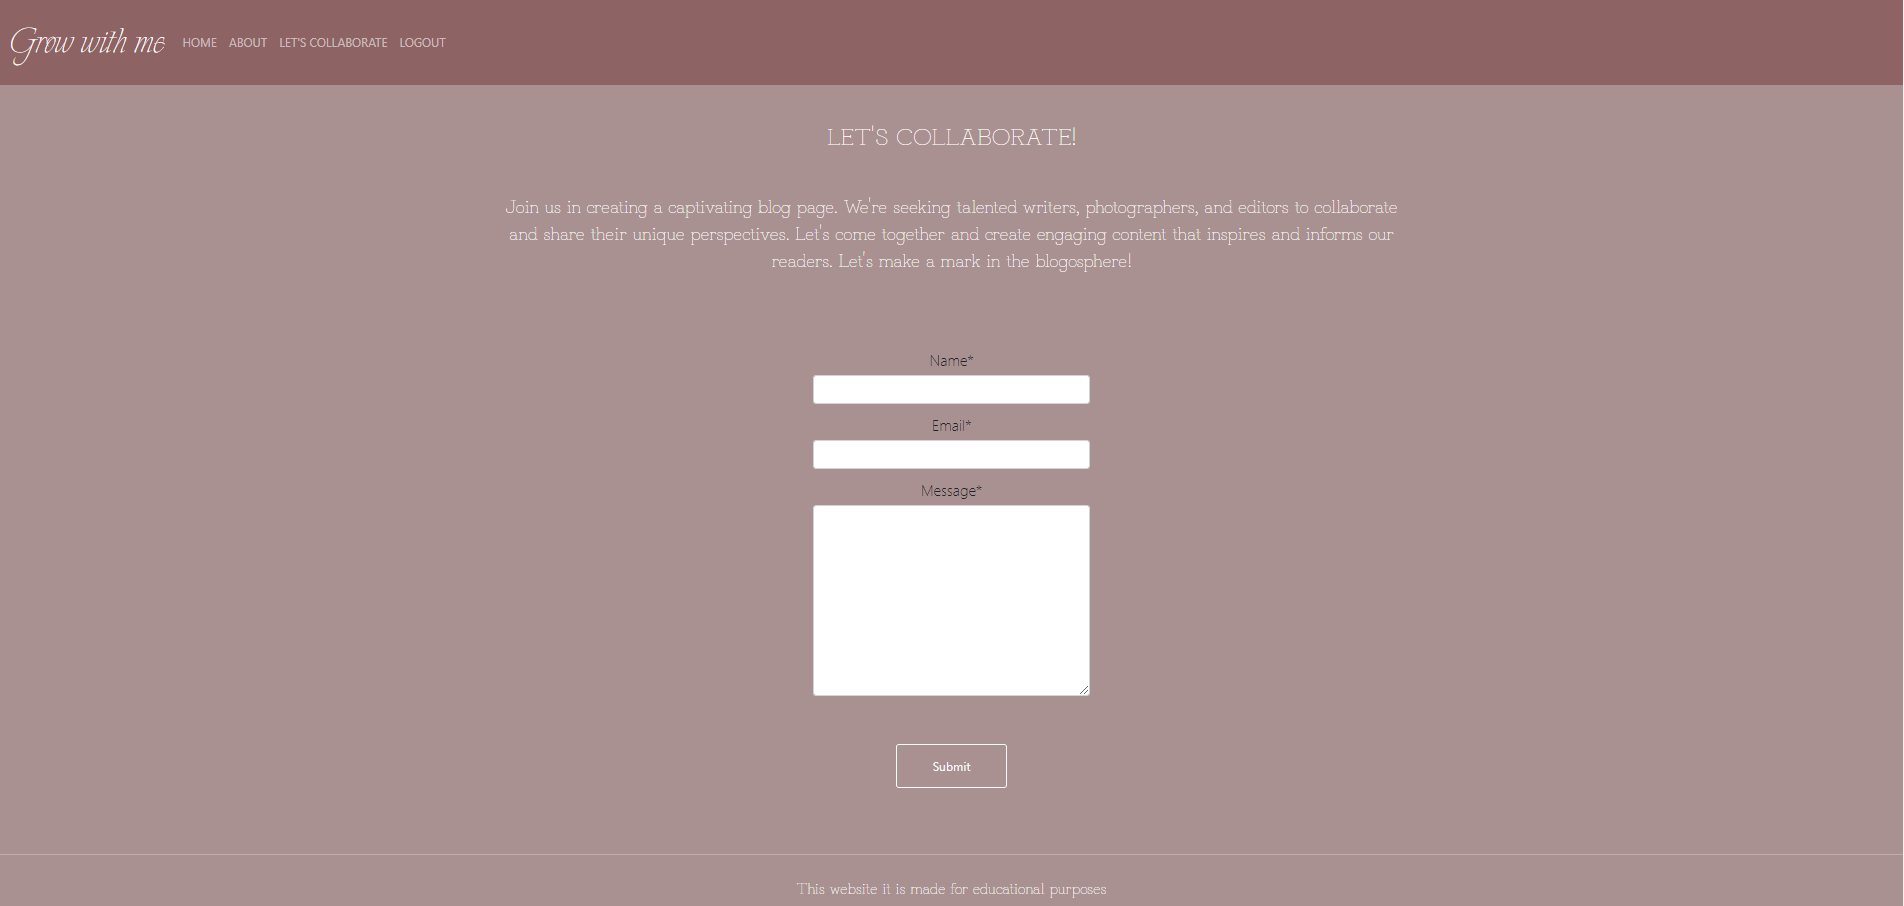 Grow with me HOME ABOUT LET'S COLLABORATE LOGOUT
LET'S COLLABORATE!
Join us in creating a captivating blog page. We're seeking talented writers, photographers, and editors to collaborate
and share their unique perspectives. Let's come together and create engaging content that inspires and informs our
readers. Let's make a mark in the blogosphere!
Name*
Email*
Message*
Submit
This website it is made for educational purposes